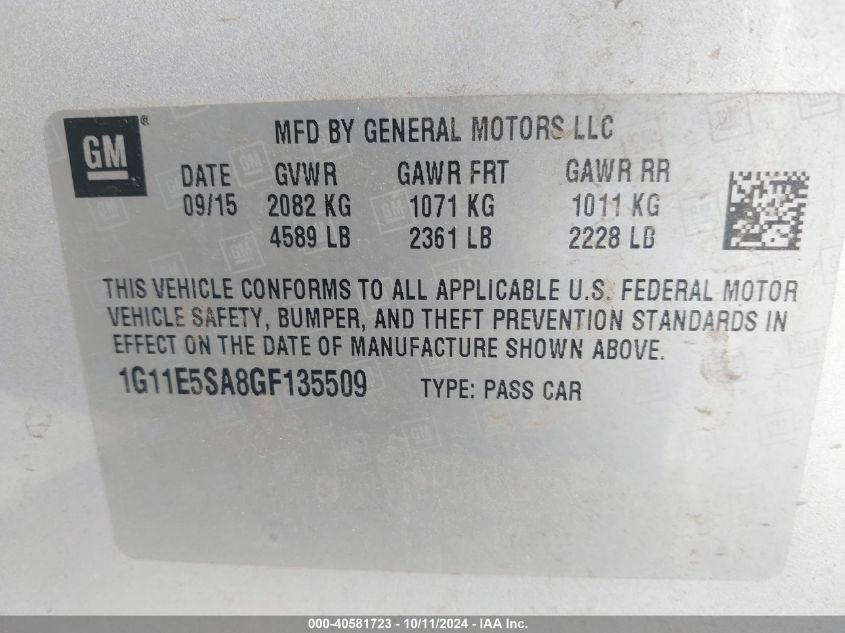 GM®
MFD BY GENERAL MOTORS LLC
DATE GVWR GAWR FRT GAWR RR
09/15 2082 KG 1071 KG 1011 KG
4589 LB 2361 LB 2228 LB
THIS VEHICLE CONFORMS TO ALL APPLICABLE U.S. FEDERAL MOTOR
VEHICLE SAFETY, BUMPER, AND THEFT PREVENTION STANDARDS IN
EFFECT ON THE DATE OF MANUFACTURE SHOWN ABOVE.
1G11E5SA8GF135509 TYPE: PASS CAR
000-40581723 - 10/11/2024 - IAA Inc.